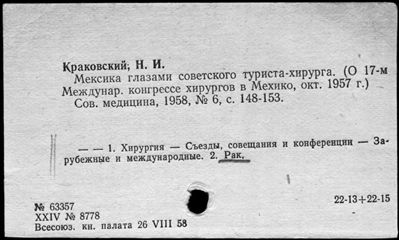 Краковский, Н. И.
Мексика глазами советского туриста-хирурга. (О 17-м
Междунар. конгрессе хирургов в Мехико, окт. 1957 г.)
Сов. медицина, 1958, № 6, с. 148-153.
— — 1. Хирургия — Съезды, совещания и конференции — За-
рубежные и международные. 2. Рак.
№ 63357
22-13+22-15
XXIV № 8778
Всесоюз. кн. палата 26 VIII 58